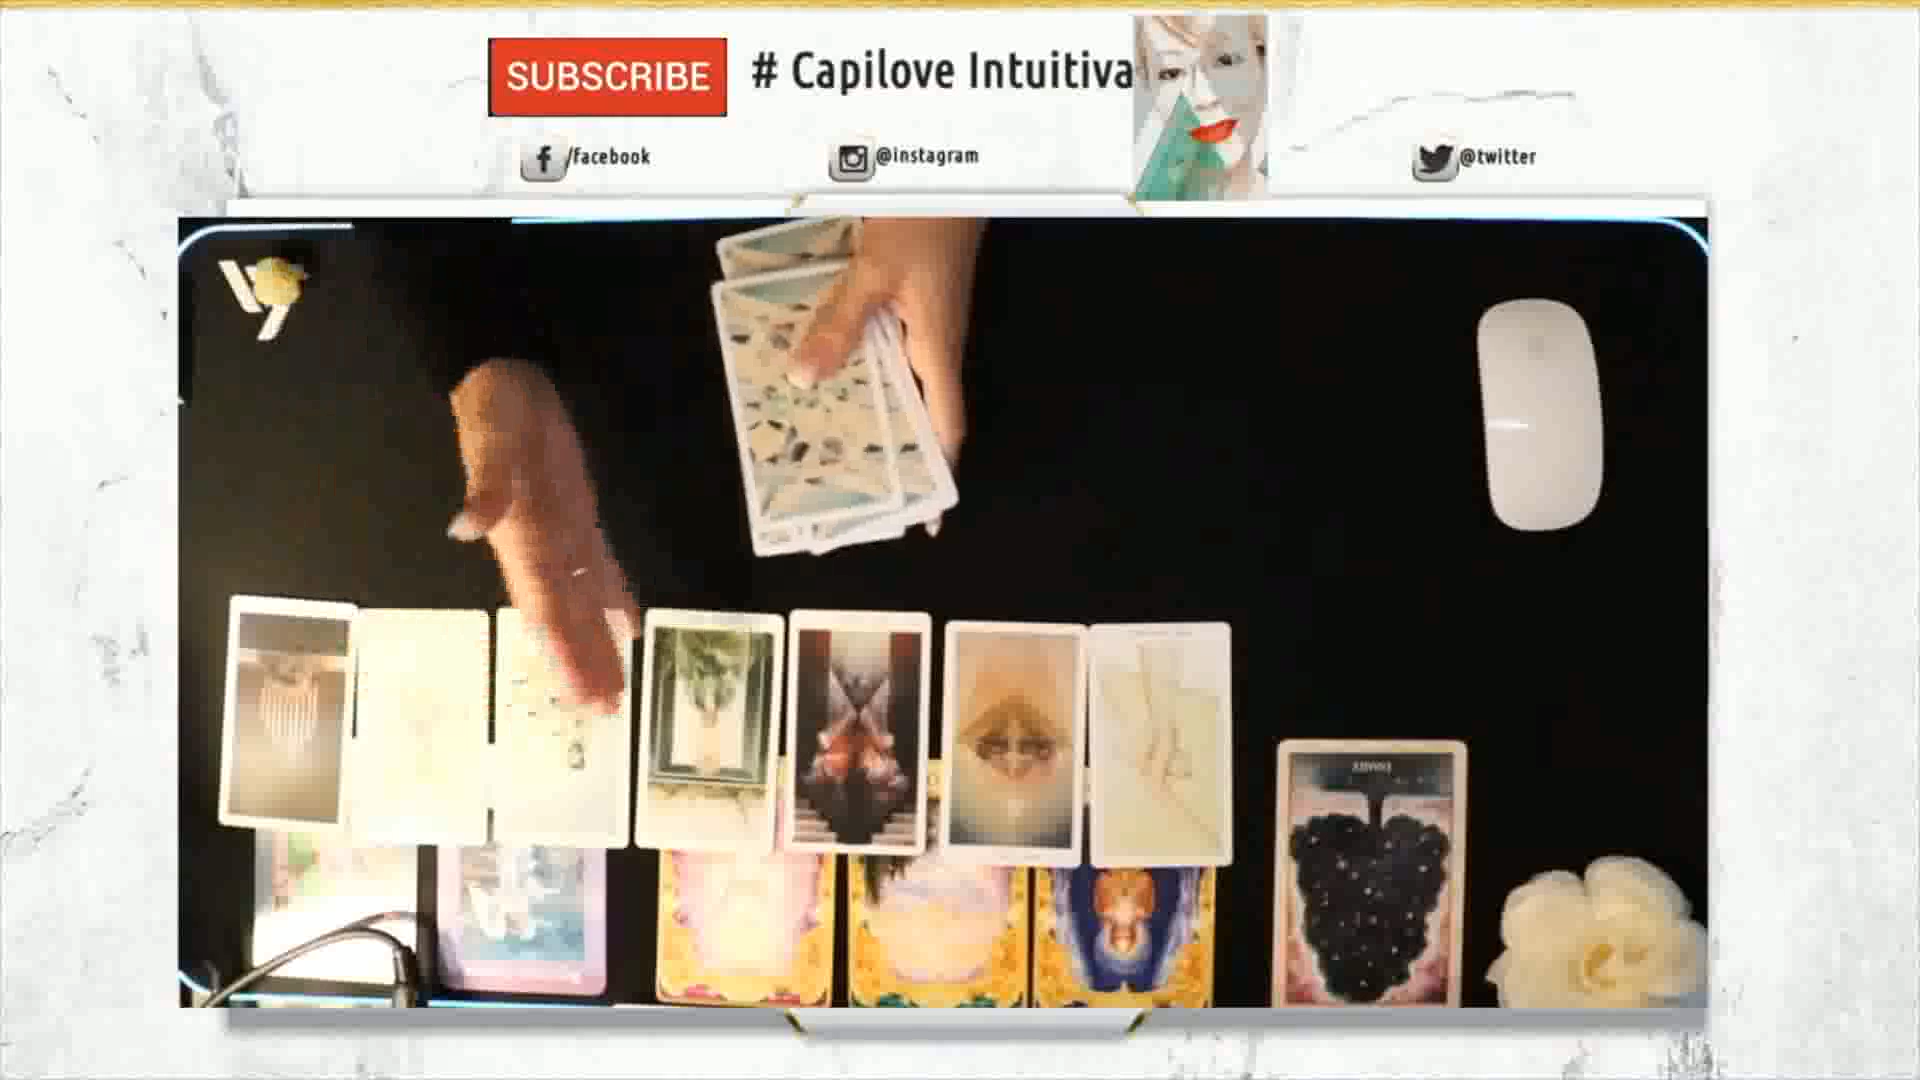 SUBSCRIBE
# Capilove Intuitiva
/facebook
@instagram
@twitter